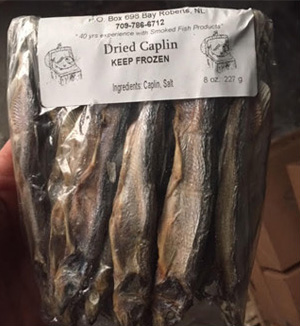 P.O. Box 698 Bay Roberts, NL
709-786-6712
"40 yrs experience with Smoked Fish Products"
Dried Caplin
KEEP FROZEN
Ingredients: Caplin, Salt
8 oz. 227 g